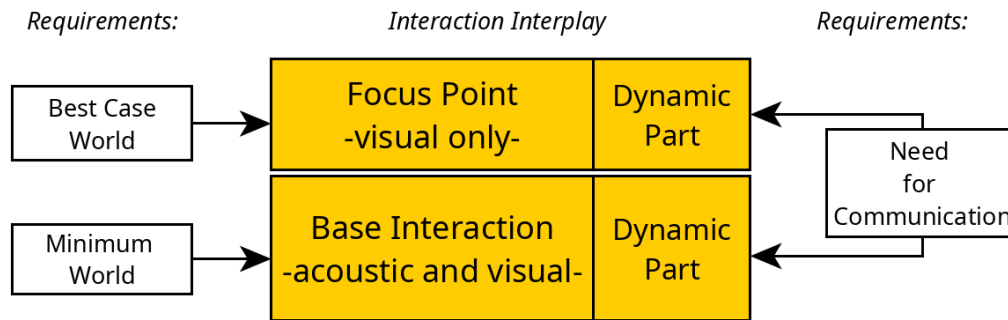 Requirements:
Interaction Interplay
Requirements:
Best Case
World
Focus Point
-visual only-
Dynamic
Part
Need
for
Communication
Minimum
World
Base Interaction
-acoustic and visual-
Dynamic
Part